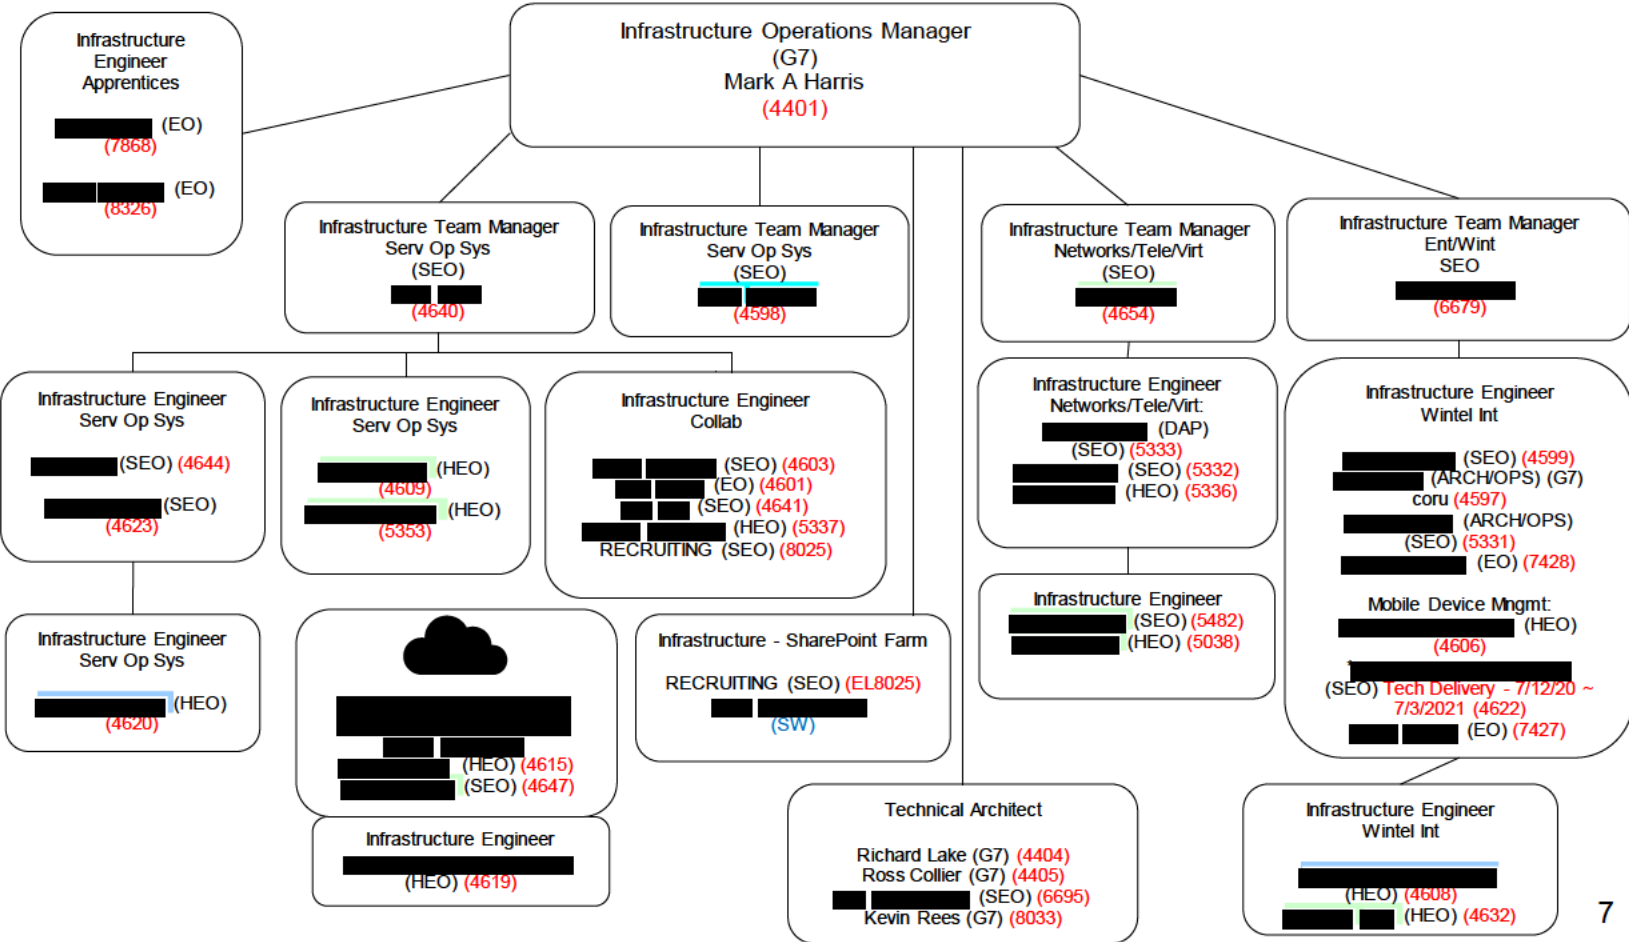 Infrastructure
Engineer
Apprentices
(EO)
(7868)
(EO)
(8326)
Infrastructure Operations Manager
(G7)
Mark A Harris
(4401)
Infrastructure Team Manager
Serv Op Sys
(SEO)
(4640)
Infrastructure Team Manager
Serv Op Sys
(SEO)
(4598)
Infrastructure Team Manager
Networks/Tele/Virt
(SEO)
(4654)
Infrastructure Team Manager
Ent/Wint
SEO
(6679)
Infrastructure Engineer
Serv Op Sys
(SEO) (4644)
(SEO)
(4623)
Infrastructure Engineer
Serv Op Sys
(HEO)
(4609)
(HEO)
(5353)
Infrastructure Engineer
Collab
(SEO) (4603)
(EO) (4601)
(SEO) (4641)
(HEO) (5337)
RECRUITING (SEO) (8025)
Infrastructure Engineer
Networks/Tele/Virt:
(DAP)
(SEO) (5333)
(SEO) (5332)
(HEO) (5336)
Infrastructure Engineer
Wintel Int
(SEO) (4599)
(ARCH/OPS) (G7)
coru (4597)
(ARCH/OPS)
(SEO) (5331)
(EO) (7428)
Mobile Device Mngmt:
(HEO)
(4606)
*
(SEO) Tech Delivery - 7/12/20 ~
7/3/2021 (4622)
(EO) (7427)
Infrastructure Engineer
Serv Op Sys
(HEO)
(4620)
(HEO) (4615)
(SEO) (4647)
Infrastructure Engineer
(HEO) (4619)
Infrastructure - SharePoint Farm
RECRUITING (SEO) (EL8025)
(SW)
Infrastructure Engineer
(SEO) (5482)
(HEO) (5038)
Technical Architect
Richard Lake (G7) (4404)
Ross Collier (G7) (4405)
(SEO) (6695)
Kevin Rees (G7) (8033)
Infrastructure Engineer
Wintel Int
(HEO) (4608)
(HEO) (4632)
7